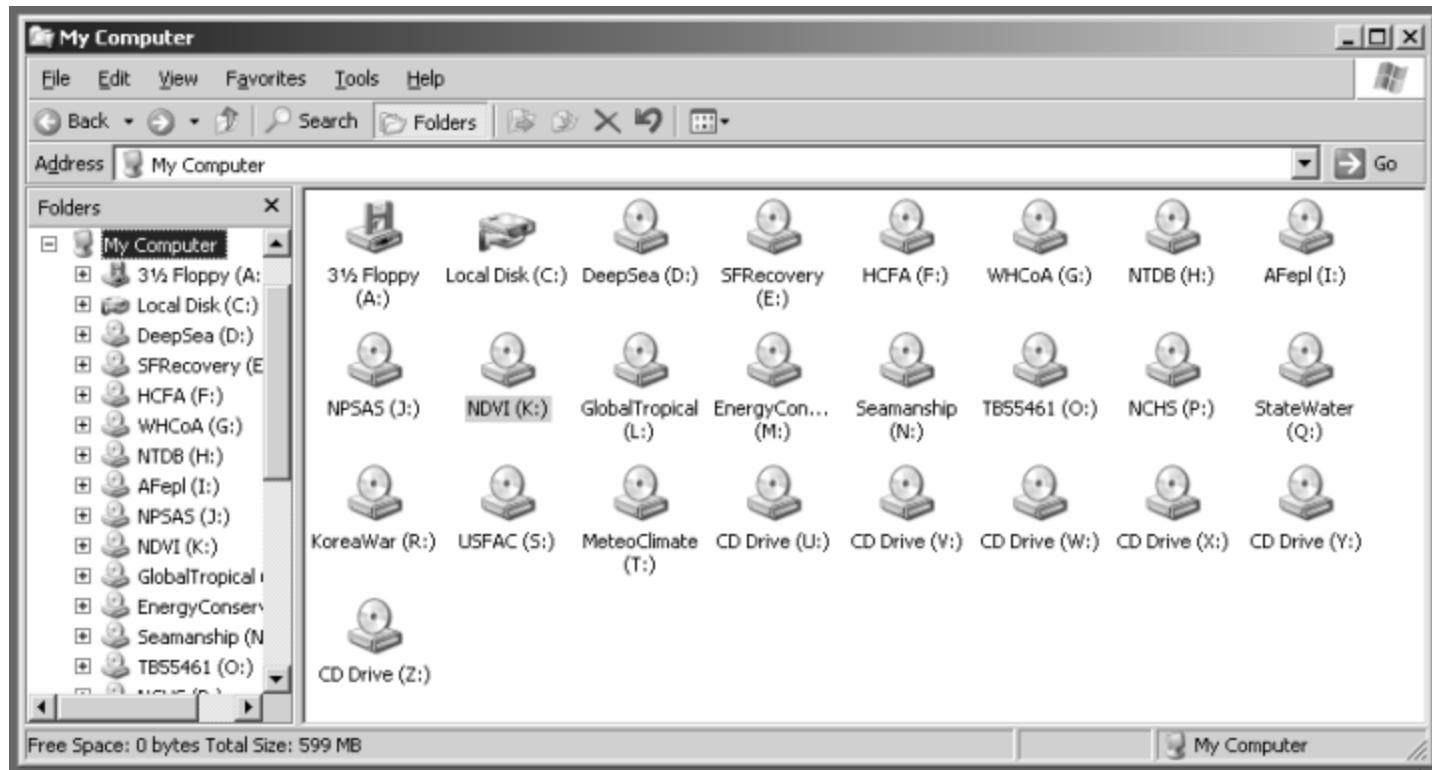 My Computer
File Edit View Favorites Tools Help
Back Search Folders
Address My Computer Go
Folders
My Computer
3½ Floppy (A:
Local Disk (C:)
DeepSea (D:)
SFRecovery (E
HCFA (F:)
WHCoA (G:)
NTDB (H:)
AFepl (I:)
NPSAS (J:)
NDVI (K:)
GlobalTropical
EnergyConserv
Seamanship (N
TB55461 (O:)
3½ Floppy Local Disk (C:) DeepSea (D:) SFRecovery HCFA (F:) WHCoA (G:) NTDB (H:) AFepl (I:)
(A:) (E:)
NPSAS (J:) NDVI (K:) GlobalTropical EnergyCon... Seamanship TB55461 (O:) NCHS (P:) StateWater
(L:) (M:) (N:) (Q:)
KoreaWar (R:) USFAC (S:) MeteoClimate CD Drive (U:) CD Drive (V:) CD Drive (W:) CD Drive (X:) CD Drive (Y:)
(T:)
CD Drive (Z:)
Free Space: 0 bytes Total Size: 599 MB My Computer